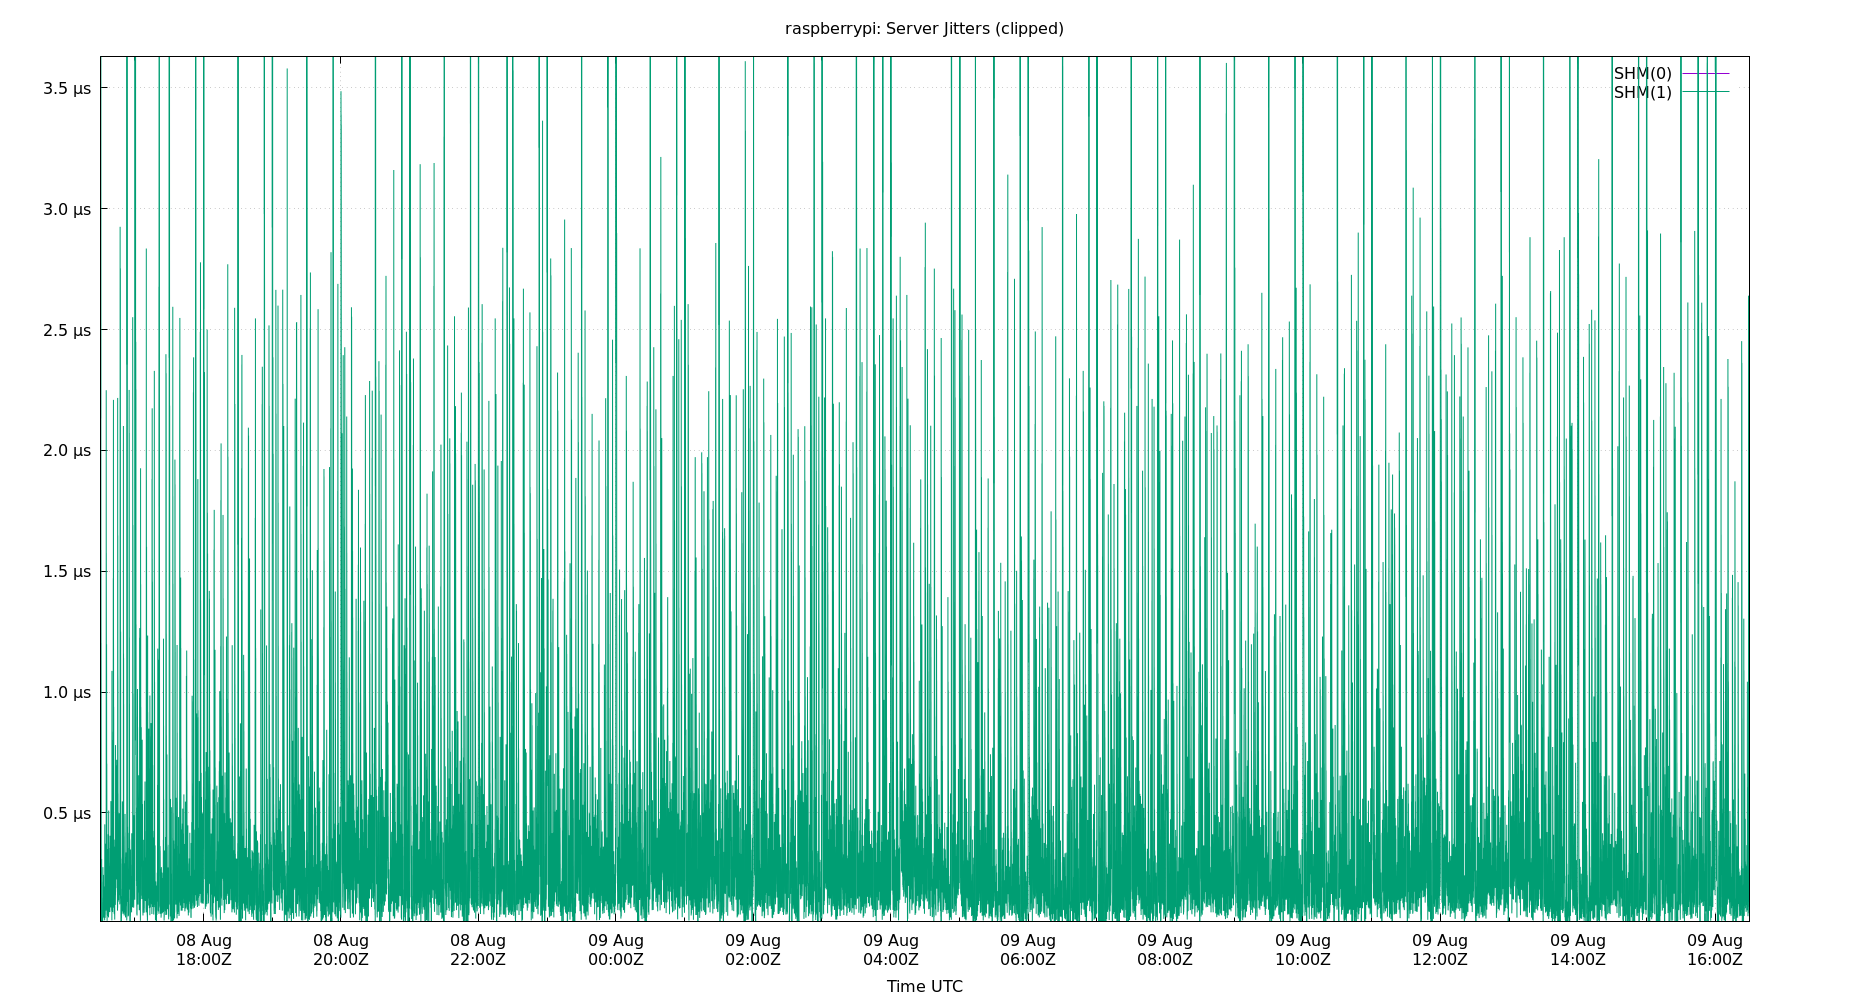 raspberrypi: Server Jitters (clipped)
SHM(0)
SHM(1)
3.5 µs
3.0 µs
2.5 µs
2.0 µs
1.5 µs
1.0 µs
0.5 µs
08 Aug 08 Aug 08 Aug 09 Aug 09 Aug 09 Aug 09 Aug 09 Aug 09 Aug 09 Aug 09 Aug 09 Aug
18:00Z 20:00Z 22:00Z 00:00Z 02:00Z 04:00Z 06:00Z 08:00Z 10:00Z 12:00Z 14:00Z 16:00Z
Time UTC